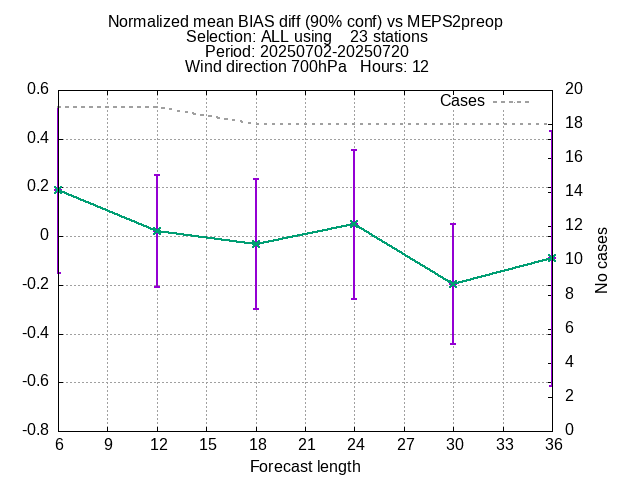 Normalized mean BIAS diff (90% conf) vs MEPS2preop
Selection: ALL using    23 stations
Period: 20250702-20250720
Wind direction 700hPa   Hours: 12
Cases
0.6
0.4
0.2
0
-0.2
-0.4
-0.6
-0.8
20
18
16
14
12
10
8
6
4
2
0
No cases
6 9 12 15 18 21 24 27 30 33 36
Forecast length